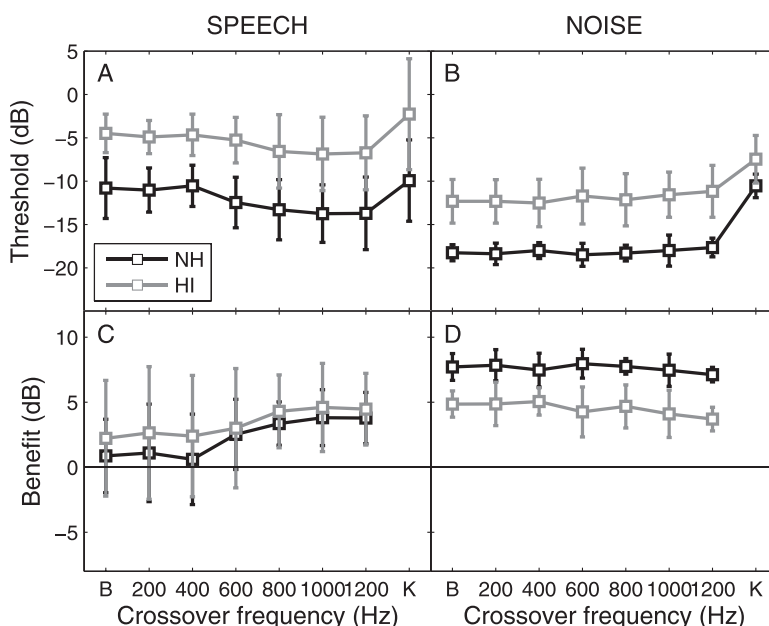 SPEECH NOISE
A B
5
0
−5
−10
−15
−20
Threshold (dB)
NH
HI
C D
10
5
0
−5
Benefit (dB)
B 200 400 600 800 1000 1200 K B 200 400 600 800 1000 1200 K
Crossover frequency (Hz) Crossover frequency (Hz)